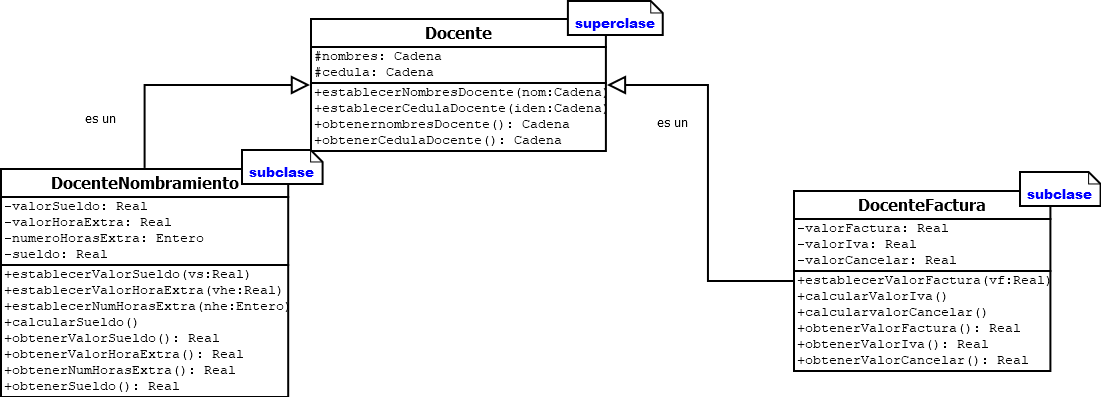 superclase
Docente
#nombres: Cadena
#cedula: Cadena
+establecerNombresDocente(nom:Cadena)
+establecerCedulaDocente(iden:Cadena)
+obtenernombresDocente(): Cadena
+obtenerCedulaDocente(): Cadena
es un
es un
subclase
DocenteNombramiento
-valorSueldo: Real
-valorHoraExtra: Real
-numeroHorasExtra: Entero
-sueldo: Real
+establecerValorSueldo(vs:Real)
+establecerValorHoraExtra(vhe:Real)
+establecerNumHorasExtra(nhe:Entero)
+calcularSueldo()
+obtenerValorSueldo(): Real
+obtenerValorHoraExtra(): Real
+obtenerNumHorasExtra(): Real
+obtenerSueldo(): Real
subclase
DocenteFactura
-valorFactura: Real
-valorIva: Real
-valorCancelar: Real
+establecerValorFactura(vf:Real)
+calcularValorIva()
+calcularvalorCancelar()
+obtenerValorFactura(): Real
+obtenerValorIva(): Real
+obtenerValorCancelar(): Real